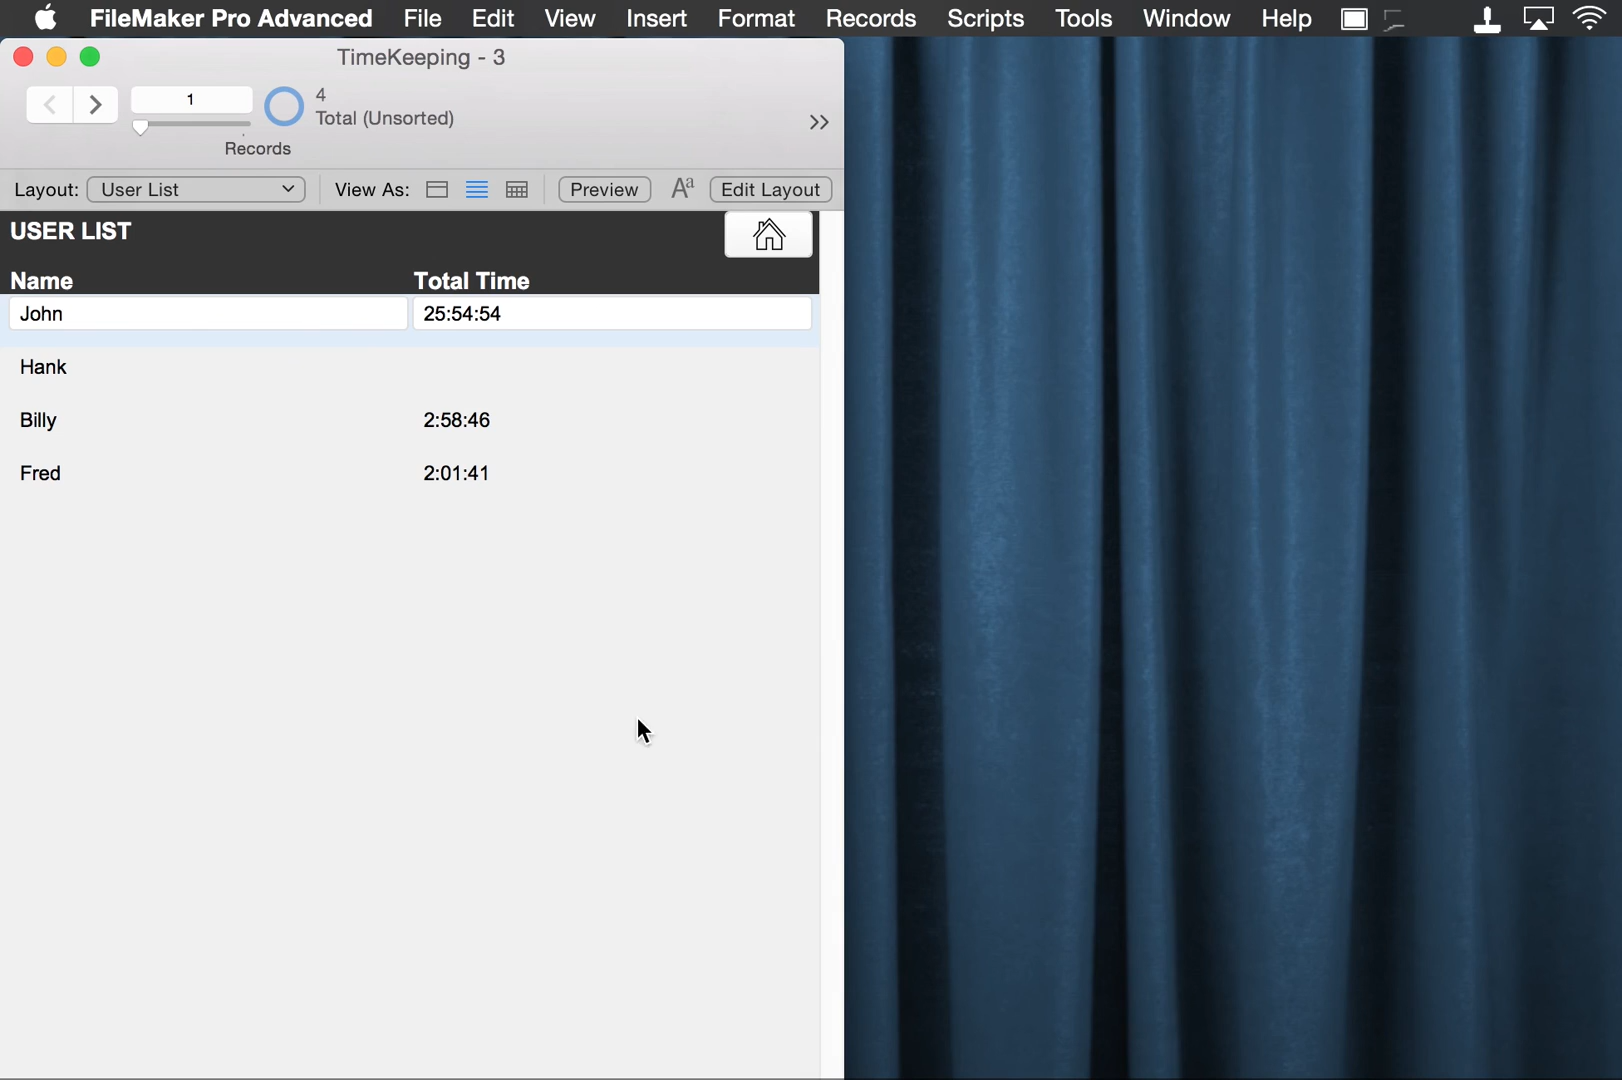 FileMaker Pro Advanced File Edit View Insert Format Records Scripts Tools Window Help
TimeKeeping - 3
1
4
Total (Unsorted)
Records
Layout: User List View As: Preview Aa Edit Layout
USER LIST
Name Total Time
John 25:54:54
Hank
Billy 2:58:46
Fred 2:01:41